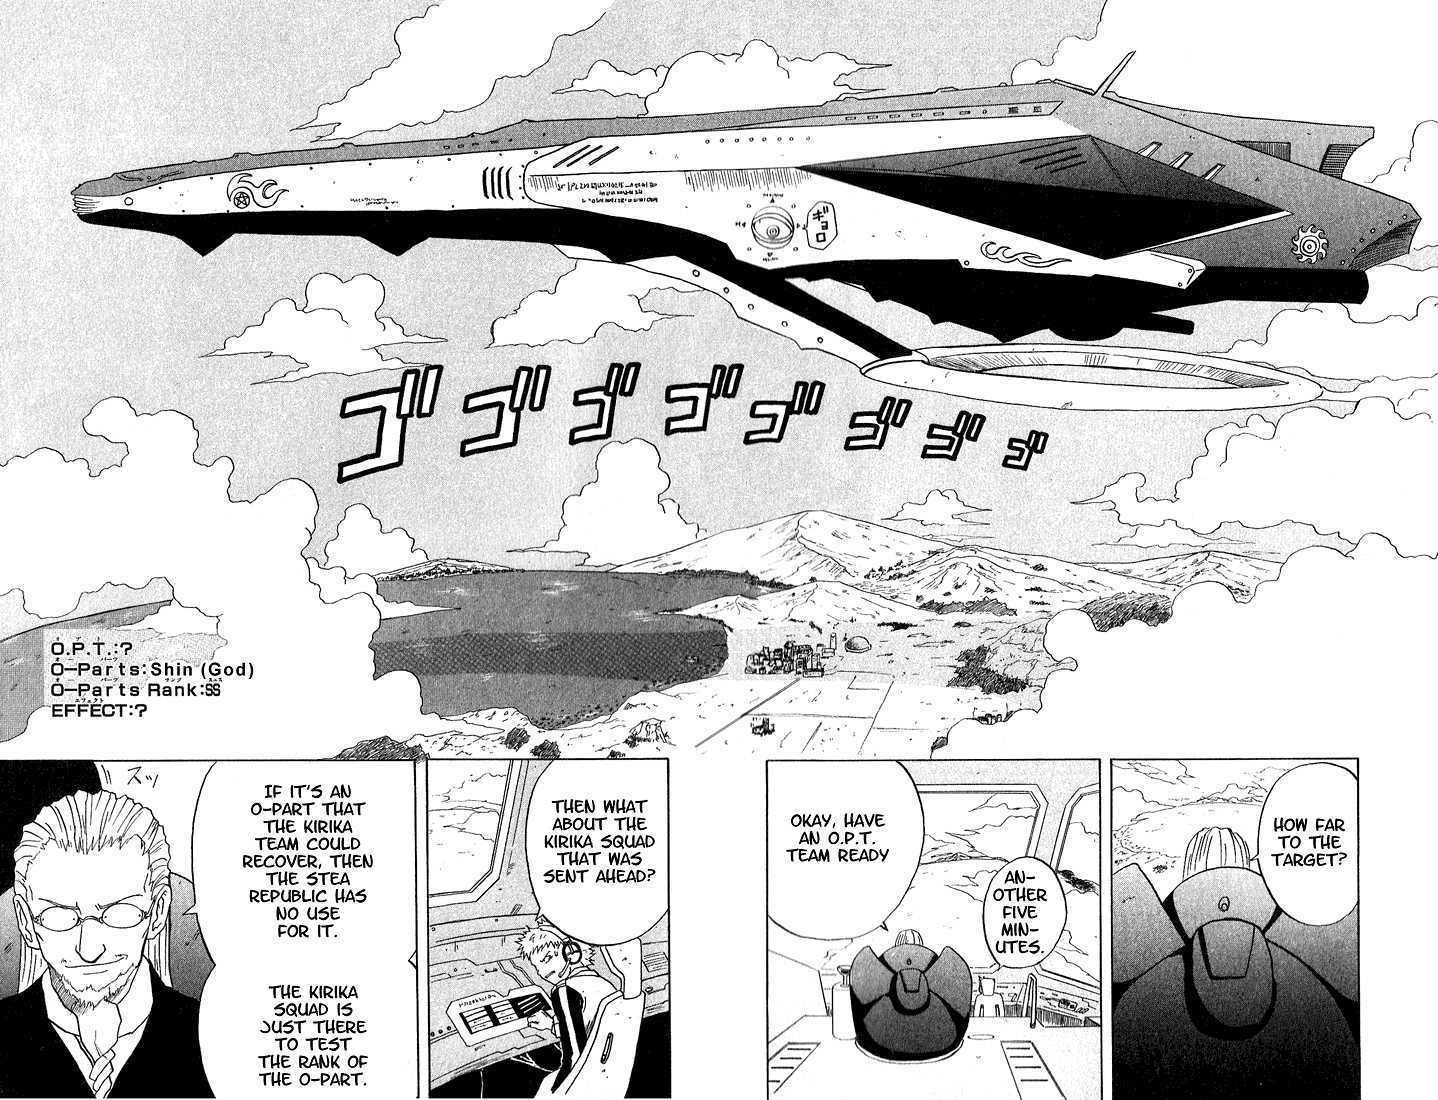 ギョロ
ゴゴゴゴゴゴゴゴ
O.P.T.:?
O-Parts:Shin (God)
O-Parts Rank:SS
EFFECT:?
HOW FAR
TO THE
TARGET?
AN-
OTHER
FIVE
MIN-
UTES.
OKAY, HAVE
AN O.P.T.
TEAM READY
THEN WHAT
ABOUT THE
KIRIKA SQUAD
THAT WAS
SENT AHEAD?
IF IT'S AN
O-PART THAT
THE KIRIKA
TEAM COULD
RECOVER, THEN
THE STEA
REPUBLIC HAS
NO USE
FOR IT.
THE KIRIKA
SQUAD IS
JUST THERE
TO TEST
THE RANK OF
THE O-PART.
スッ